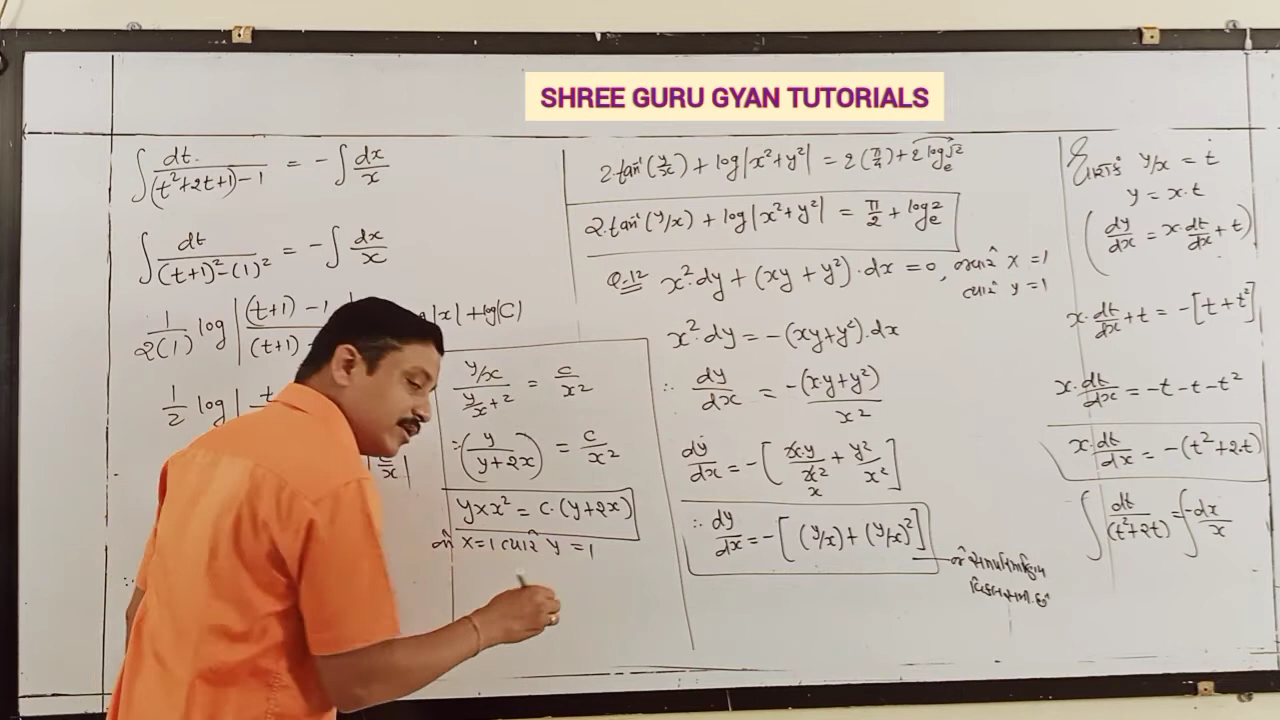 SHREE GURU GYAN TUTORIALS
∫ dt/((t²+2t+1)-1) = -∫ dx/x
∫ dt/((t+1)²-(1)²) = -∫ dx/x
1/2(1) log |((t+1)-1
(t+1)
|x| + log|C|
1/2 log | t
|c/x|
(y/x)/(y/x+2) = c/x²
∴ (y/(y+2x)) = c/x²
y×x² = c·(y+2x)
x=1 ત્યારે y=1
2·tan⁻¹(y/x) + log|x²+y²| = 2(π/4) + 2 logₑ√2
2·tan⁻¹(y/x) + log|x²+y²| = π/2 + logₑ2
Q-12 x²·dy + (xy + y²)·dx = 0, જ્યારે x = 1
ત્યારે y = 1
x²·dy = -(xy+y²)·dx
∴ dy/dx = -(x·y+y²)/x²
dy/dx = -[x·y/x² + y²/x²]
x
∴ dy/dx = -[(y/x) + (y/x)²]
જે સમપરિમાણિય
વિકલ સમી. છે
ધારો કે y/x = t
y = x·t
(dy/dx = x·dt/dx + t)
x·dt/dx + t = -[t + t²]
x·dt/dx = -t-t-t²
x·dt/dx = -(t²+2·t)
∫ dt/(t²+2t) = ∫ -dx/x